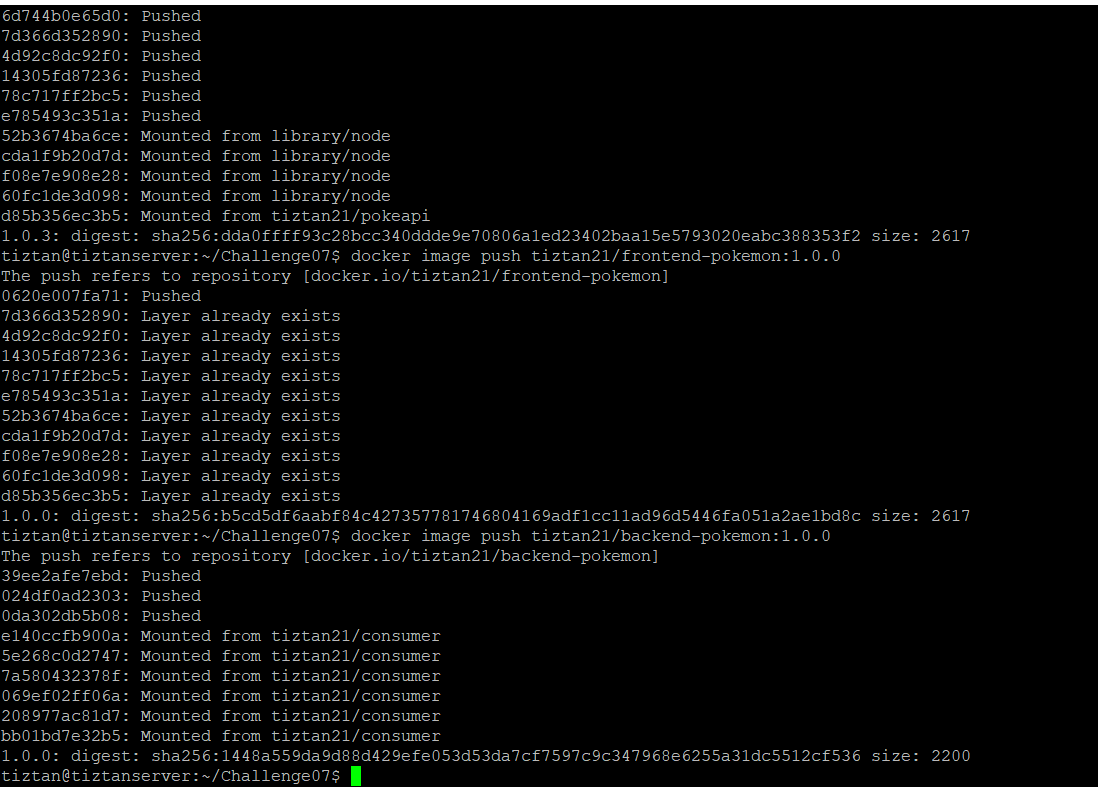 6d744b0e65d0: Pushed
7d366d352890: Pushed
4d92c8dc92f0: Pushed
14305fd87236: Pushed
78c717ff2bc5: Pushed
e785493c351a: Pushed
52b3674ba6ce: Mounted from library/node
cda1f9b20d7d: Mounted from library/node
f08e7e908e28: Mounted from library/node
60fc1de3d098: Mounted from library/node
d85b356ec3b5: Mounted from tiztan21/pokeapi
1.0.3: digest: sha256:dda0ffff93c28bcc340ddde9e70806a1ed23402baa15e5793020eabc388353f2 size: 2617
tiztan@tiztanserver:~/Challenge07$ docker image push tiztan21/frontend-pokemon:1.0.0
The push refers to repository [docker.io/tiztan21/frontend-pokemon]
0620e007fa71: Pushed
7d366d352890: Layer already exists
4d92c8dc92f0: Layer already exists
14305fd87236: Layer already exists
78c717ff2bc5: Layer already exists
e785493c351a: Layer already exists
52b3674ba6ce: Layer already exists
cda1f9b20d7d: Layer already exists
f08e7e908e28: Layer already exists
60fc1de3d098: Layer already exists
d85b356ec3b5: Layer already exists
1.0.0: digest: sha256:b5cd5df6aabf84c427357781746804169adf1cc11ad96d5446fa051a2ae1bd8c size: 2617
tiztan@tiztanserver:~/Challenge07$ docker image push tiztan21/backend-pokemon:1.0.0
The push refers to repository [docker.io/tiztan21/backend-pokemon]
39ee2afe7ebd: Pushed
024df0ad2303: Pushed
0da302db5b08: Pushed
e140ccfb900a: Mounted from tiztan21/consumer
5e268c0d2747: Mounted from tiztan21/consumer
7a580432378f: Mounted from tiztan21/consumer
069ef02ff06a: Mounted from tiztan21/consumer
208977ac81d7: Mounted from tiztan21/consumer
bb01bd7e32b5: Mounted from tiztan21/consumer
1.0.0: digest: sha256:1448a559da9d88d429efe053d53da7cf7597c9c347968e6255a31dc5512cf536 size: 2200
tiztan@tiztanserver:~/Challenge07$